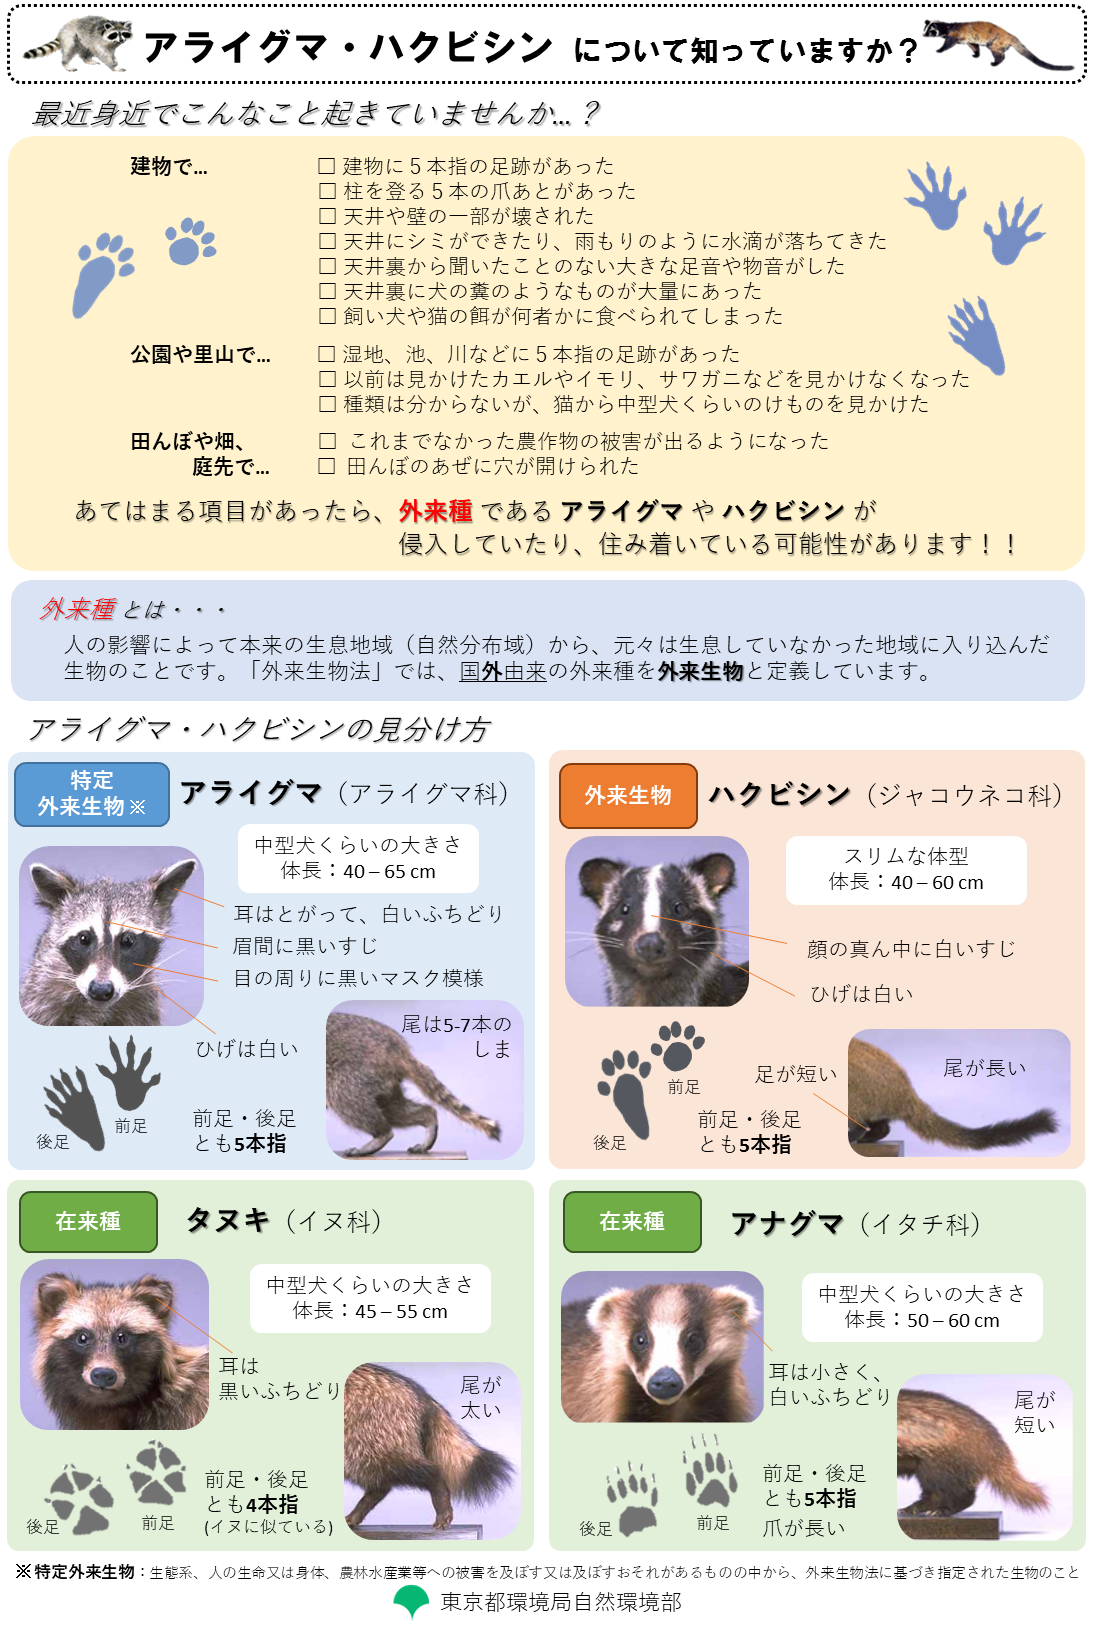 アライグマ・ハクビシン について知っていますか？
最近身近でこんなこと起きていませんか…？
建物で…
□ 建物に５本指の足跡があった
□ 柱を登る５本の爪あとがあった
□ 天井や壁の一部が壊された
□ 天井にシミができたり、雨もりのように水滴が落ちてきた
□ 天井裏から聞いたことのない大きな足音や物音がした
□ 天井裏に犬の糞のようなものが大量にあった
□ 飼い犬や猫の餌が何者かに食べられてしまった
公園や里山で…
□ 湿地、池、川などに５本指の足跡があった
□ 以前は見かけたカエルやイモリ、サワガニなどを見かけなくなった
□ 種類は分からないが、猫から中型犬くらいのけものを見かけた
田んぼや畑、
庭先で…
□ これまでなかった農作物の被害が出るようになった
□ 田んぼのあぜに穴が開けられた
あてはまる項目があったら、外来種 である アライグマ や ハクビシン が
侵入していたり、住み着いている可能性があります！！
外来種 とは・・・
人の影響によって本来の生息地域（自然分布域）から、元々は生息していなかった地域に入り込んだ
生物のことです。「外来生物法」では、国外由来の外来種を外来生物と定義しています。
アライグマ・ハクビシンの見分け方
特定
外来生物※
アライグマ（アライグマ科）
中型犬くらいの大きさ
体長：40 – 65 cm
耳はとがって、白いふちどり
眉間に黒いすじ
目の周りに黒いマスク模様
ひげは白い
尾は5-7本の
しま
後足
前足
前足・後足
とも5本指
外来生物
ハクビシン（ジャコウネコ科）
スリムな体型
体長：40 – 60 cm
顔の真ん中に白いすじ
ひげは白い
足が短い
尾が長い
後足
前足
前足・後足
とも5本指
在来種
タヌキ（イヌ科）
中型犬くらいの大きさ
体長：45 – 55 cm
耳は
黒いふちどり
尾が
太い
後足
前足
前足・後足
とも4本指
(イヌに似ている)
在来種
アナグマ（イタチ科）
中型犬くらいの大きさ
体長：50 – 60 cm
耳は小さく、
白いふちどり
尾が
短い
後足
前足
前足・後足
とも5本指
爪が長い
※特定外来生物：生態系、人の生命又は身体、農林水産業等への被害を及ぼす又は及ぼすおそれがあるものの中から、外来生物法に基づき指定された生物のこと
東京都環境局自然環境部